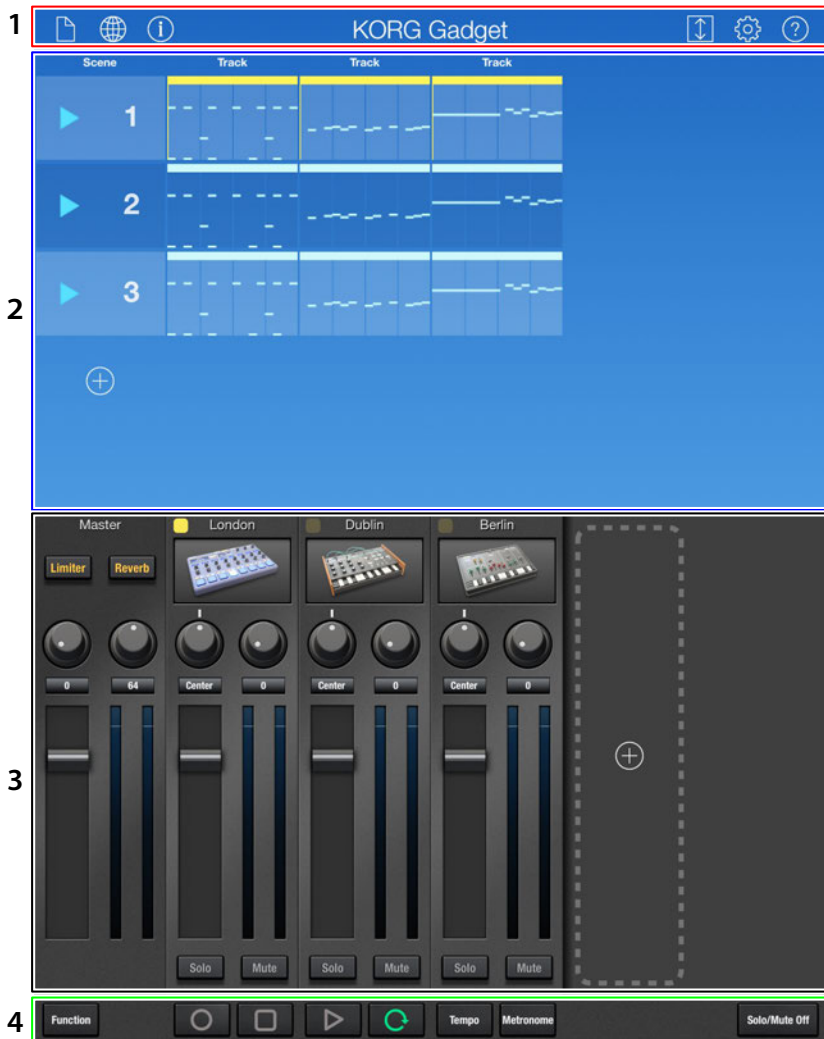 1
KORG Gadget
2
Scene Track Track Track
1
2
3
3
Master London Dublin Berlin
Limiter Reverb
0 64 Center 0 Center 0 Center 0
Solo Mute Solo Mute Solo Mute
4
Function Tempo Metronome Solo/Mute Off